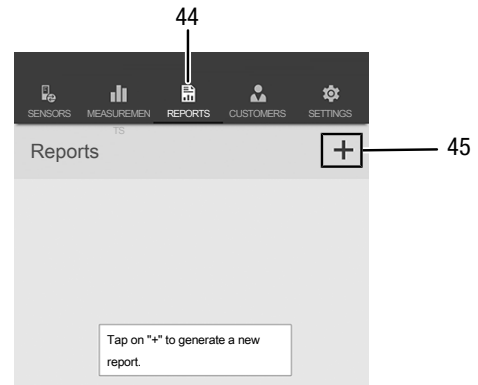 44
SENSORS MEASUREMEN REPORTS CUSTOMERS SETTINGS
TS
Reports +
45
Tap on "+" to generate a new
report.